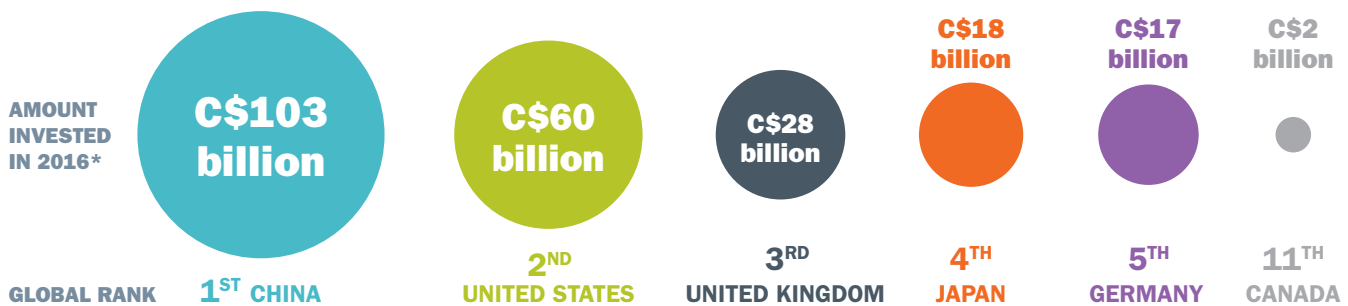 AMOUNT
INVESTED
IN 2016*
C$103
billion
C$60
billion
C$28
billion
C$18
billion
C$17
billion
C$2
billion
GLOBAL RANK
1ST CHINA
2ND
UNITED STATES
3RD
UNITED KINGDOM
4TH
JAPAN
5TH
GERMANY
11TH
CANADA